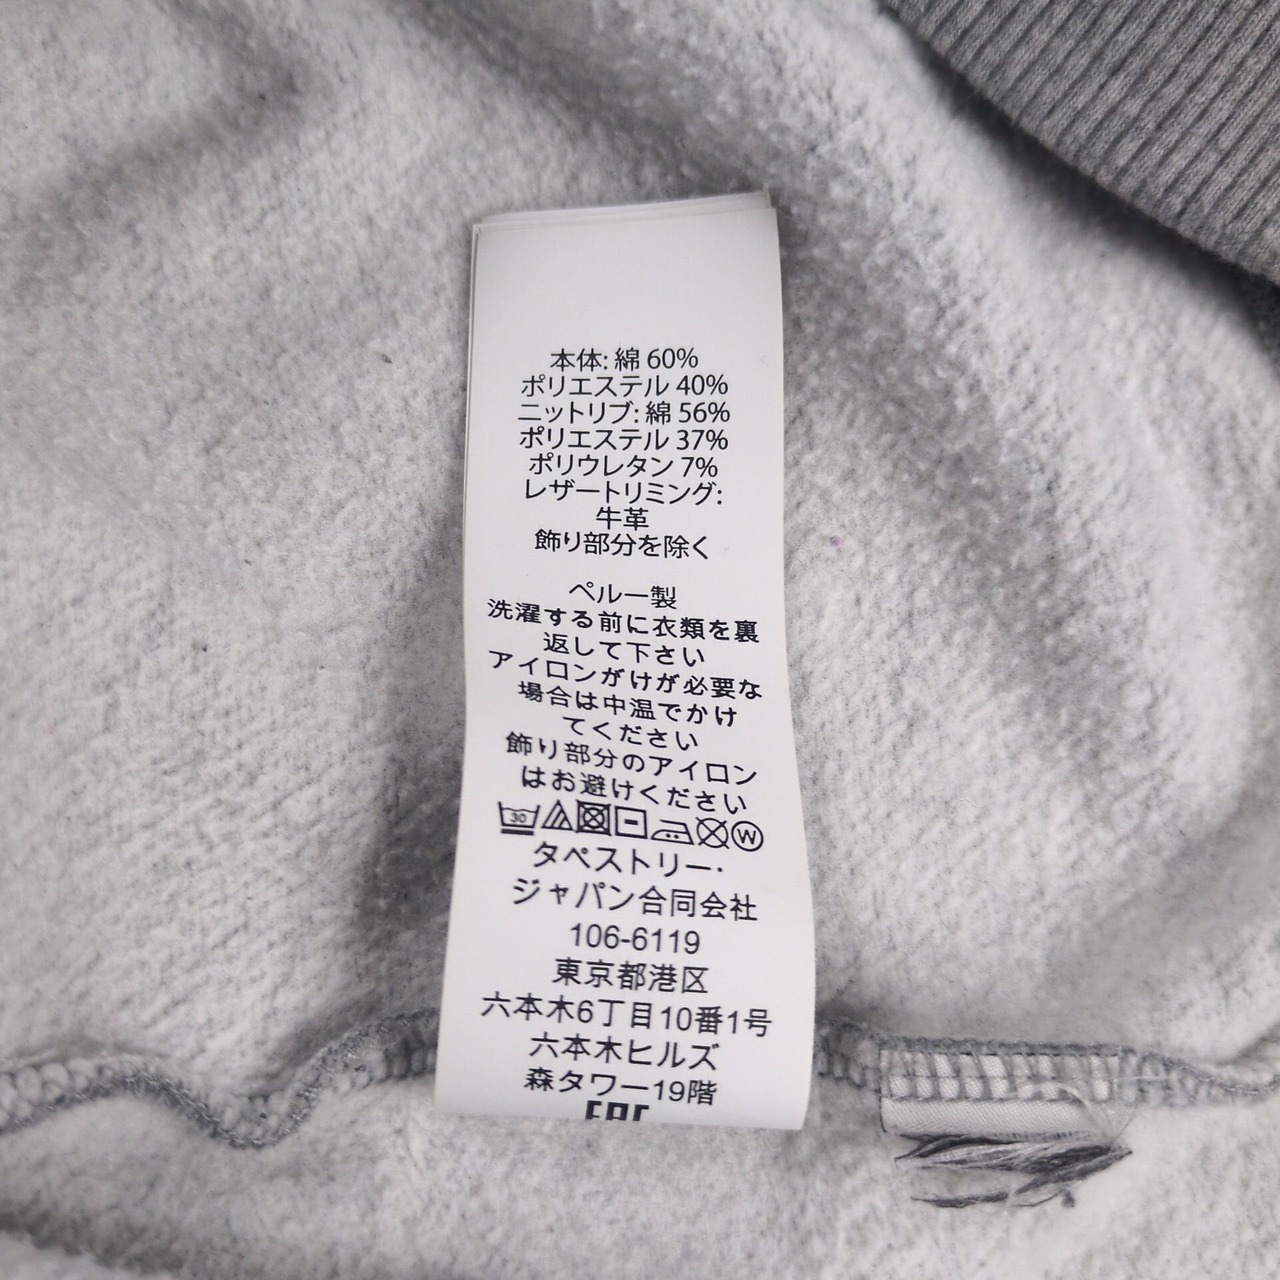 本体: 綿 60%
ポリエステル 40%
ニットリブ: 綿 56%
ポリエステル 37%
ポリウレタン 7%
レザートリミング:
牛革
飾り部分を除く
ペルー製
洗濯する前に衣類を裏
返して下さい
アイロンがけが必要な
場合は中温でかけ
てください
飾り部分のアイロン
はお避けください
30 W
タペストリー・
ジャパン合同会社
106-6119
東京都港区
六本木6丁目10番1号
六本木ヒルズ
森タワー19階